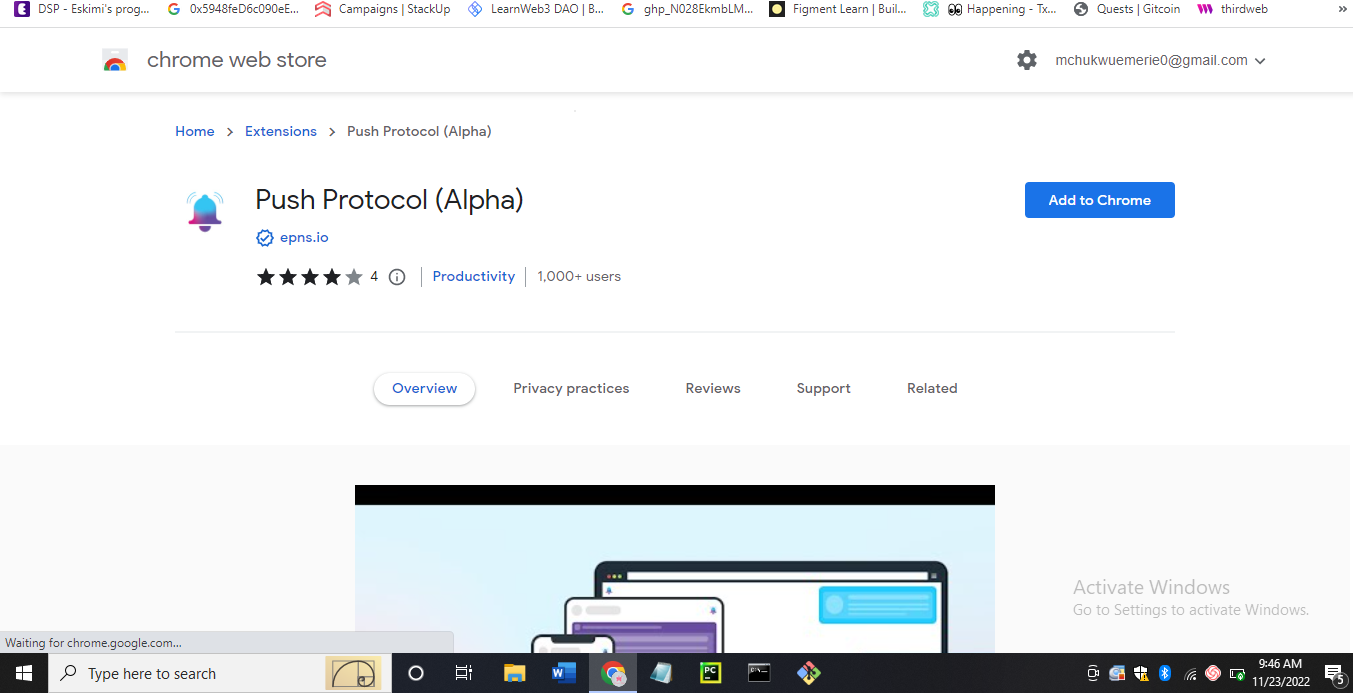 DSP - Eskimi's prog... 0x5948feD6c090eE... Campaigns | StackUp LearnWeb3 DAO | B... ghp_N028EkmbLM... Figment Learn | Buil... Happening - Tx... Quests | Gitcoin thirdweb »
chrome web store mchukwuemerie0@gmail.com
Home > Extensions > Push Protocol (Alpha)
Push Protocol (Alpha)
Add to Chrome
epns.io
4 Productivity 1,000+ users
Overview Privacy practices Reviews Support Related
Activate Windows
Go to Settings to activate Windows.
Waiting for chrome.google.com...
Type here to search
9:46 AM
11/23/2022
5